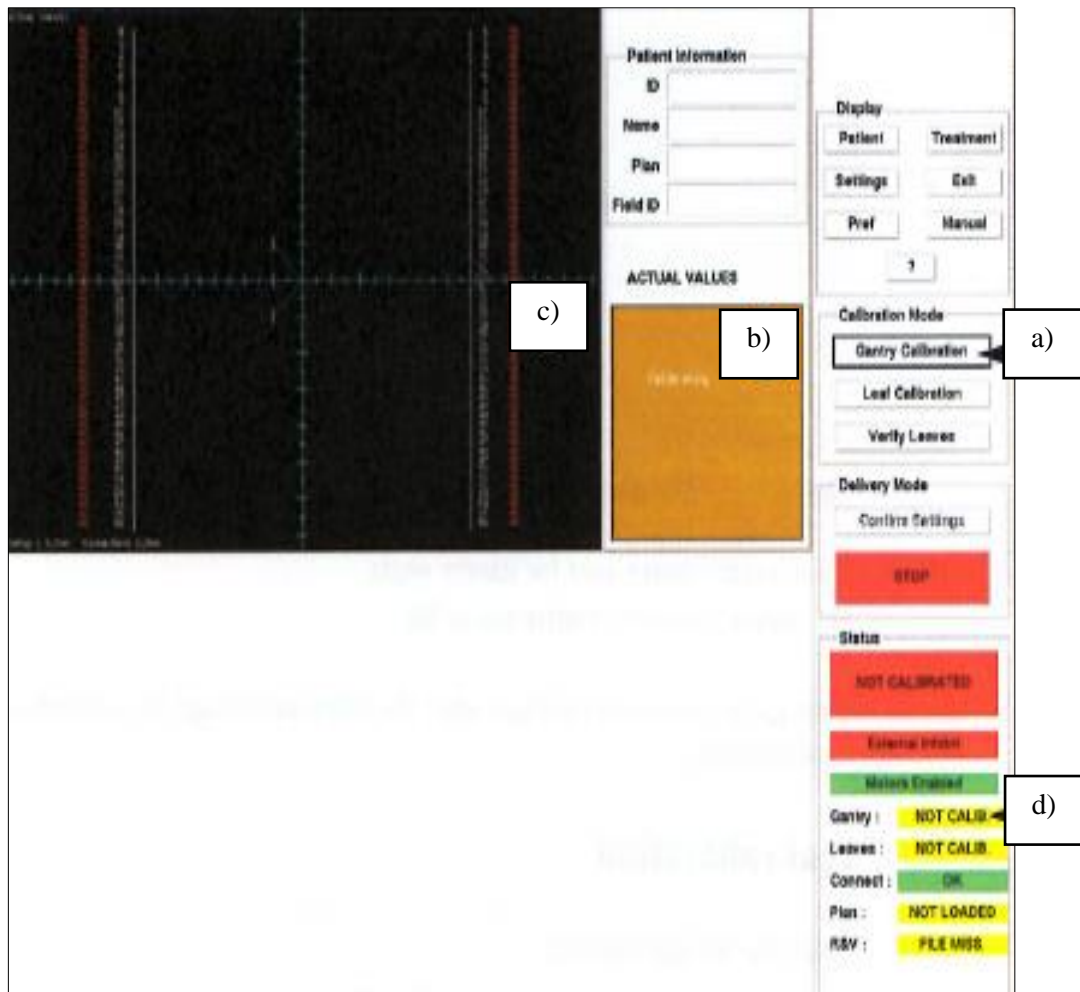 Patient Information
ID
Name
Plan
Field ID
ACTUAL VALUES
c)
b)
Display
Patient Treatment
Settings Exit
Pref Manual
?
Calibration Mode
Gantry Calibration
a)
Leaf Calibration
Verify Leaves
Delivery Mode
Confirm Settings
STOP
Status
NOT CALIBRATED
External Inhibit
Motors Enabled
d)
Gantry : NOT CALIB.
Leaves : NOT CALIB.
Connect : OK
Plan : NOT LOADED
R&V : FILE MISS.